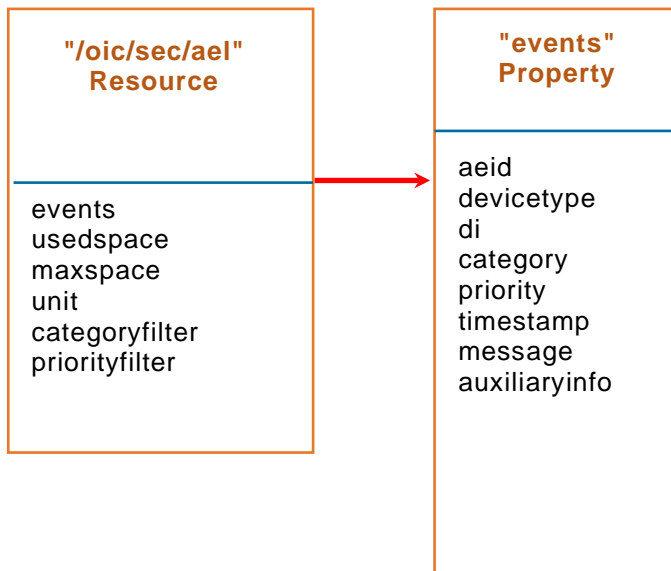 "/oic/sec/ael"
Resource
events
usedspace
maxspace
unit
categoryfilter
priorityfilter
"events"
Property
aeid
devicetype
di
category
priority
timestamp
message
auxiliaryinfo